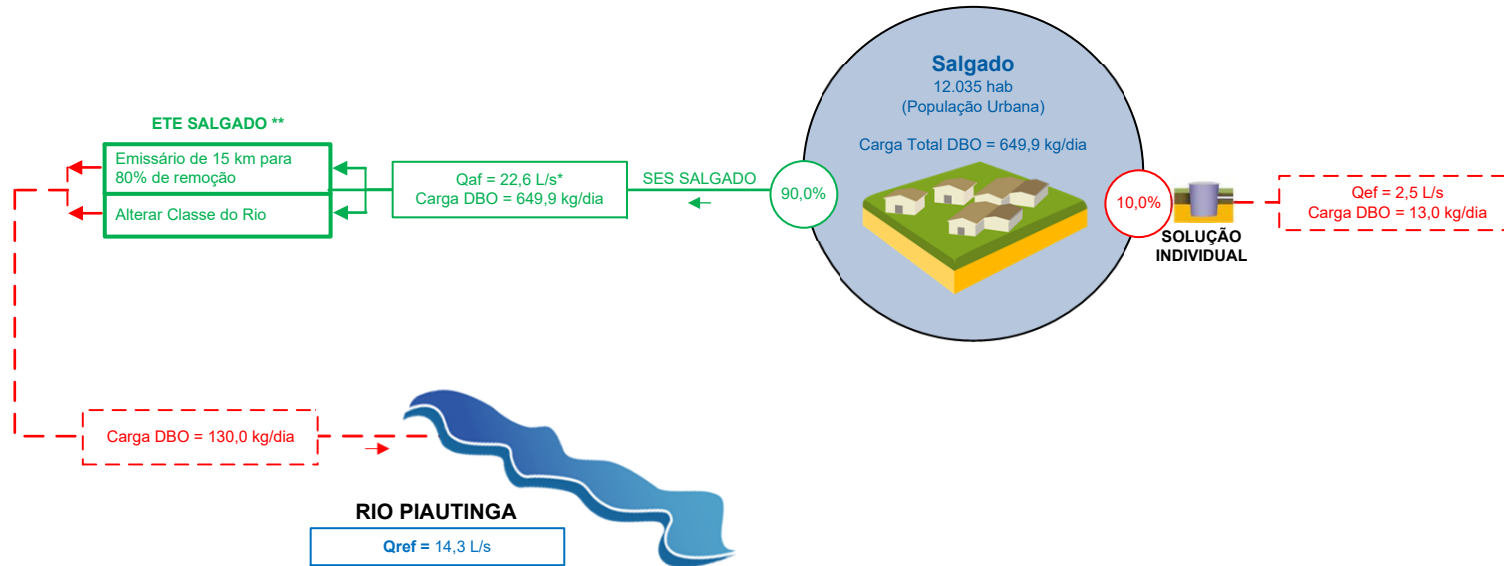 Salgado
12.035 hab
(População Urbana)
Carga Total DBO = 649,9 kg/dia
ETE SALGADO **
Emissário de 15 km para
80% de remoção
Alterar Classe do Rio
Qaf = 22,6 L/s*
Carga DBO = 649,9 kg/dia
SES SALGADO
90,0%
10,0%
SOLUÇÃO
INDIVIDUAL
Qef = 2,5 L/s
Carga DBO = 13,0 kg/dia
Carga DBO = 130,0 kg/dia
RIO PIAUTINGA
Qref = 14,3 L/s